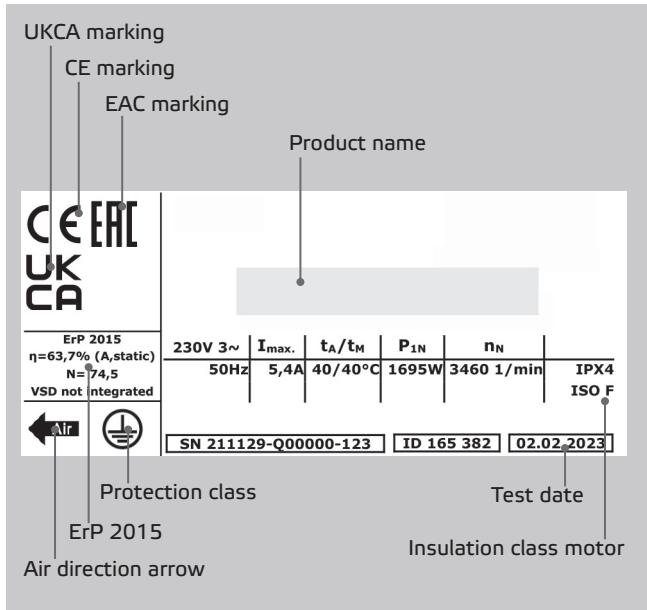 UKCA marking
CE marking
EAC marking
Product name
CE EAC
UK
CA
ErP 2015
η=63,7% (A,static)
N= 74,5
VSD not integrated
230V 3~ Imax. tA/tM P1N nN
50Hz 5,4A 40/40°C 1695W 3460 1/min IPX4
ISO F
Air
SN 211129-Q00000-123 ID 165 382 02.02.2023
Protection class
Test date
ErP 2015
Insulation class motor
Air direction arrow